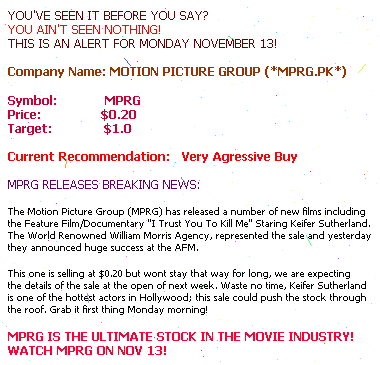 YOU'VE SEEN IT BEFORE YOU SAY?
YOU AIN'T SEEN NOTHING!
THIS IS AN ALERT FOR MONDAY NOVEMBER 13!
Company Name: MOTION PICTURE GROUP (*MPRG.PK*)
Symbol: MPRG
Price: $0.20
Target: $1.0
Current Recommendation: Very Agressive Buy
MPRG RELEASES BREAKING NEWS:
The Motion Picture Group (MPRG) has released a number of new films including
the Feature Film/Documentary "I Trust You To Kill Me" Staring Keifer Sutherland.
The World Renowned William Morris Agency, represented the sale and yesterday
they announced huge success at the AFM.
This one is selling at $0.20 but wont stay that way for long, we are expecting
the details of the sale at the open of next week. Waste no time, Keifer Sutherland
is one of the hottest actors in Hollywood; this sale could push the stock through
the roof. Grab it first thing Monday morning!
MPRG IS THE ULTIMATE STOCK IN THE MOVIE INDUSTRY!
WATCH MPRG ON NOV 13!